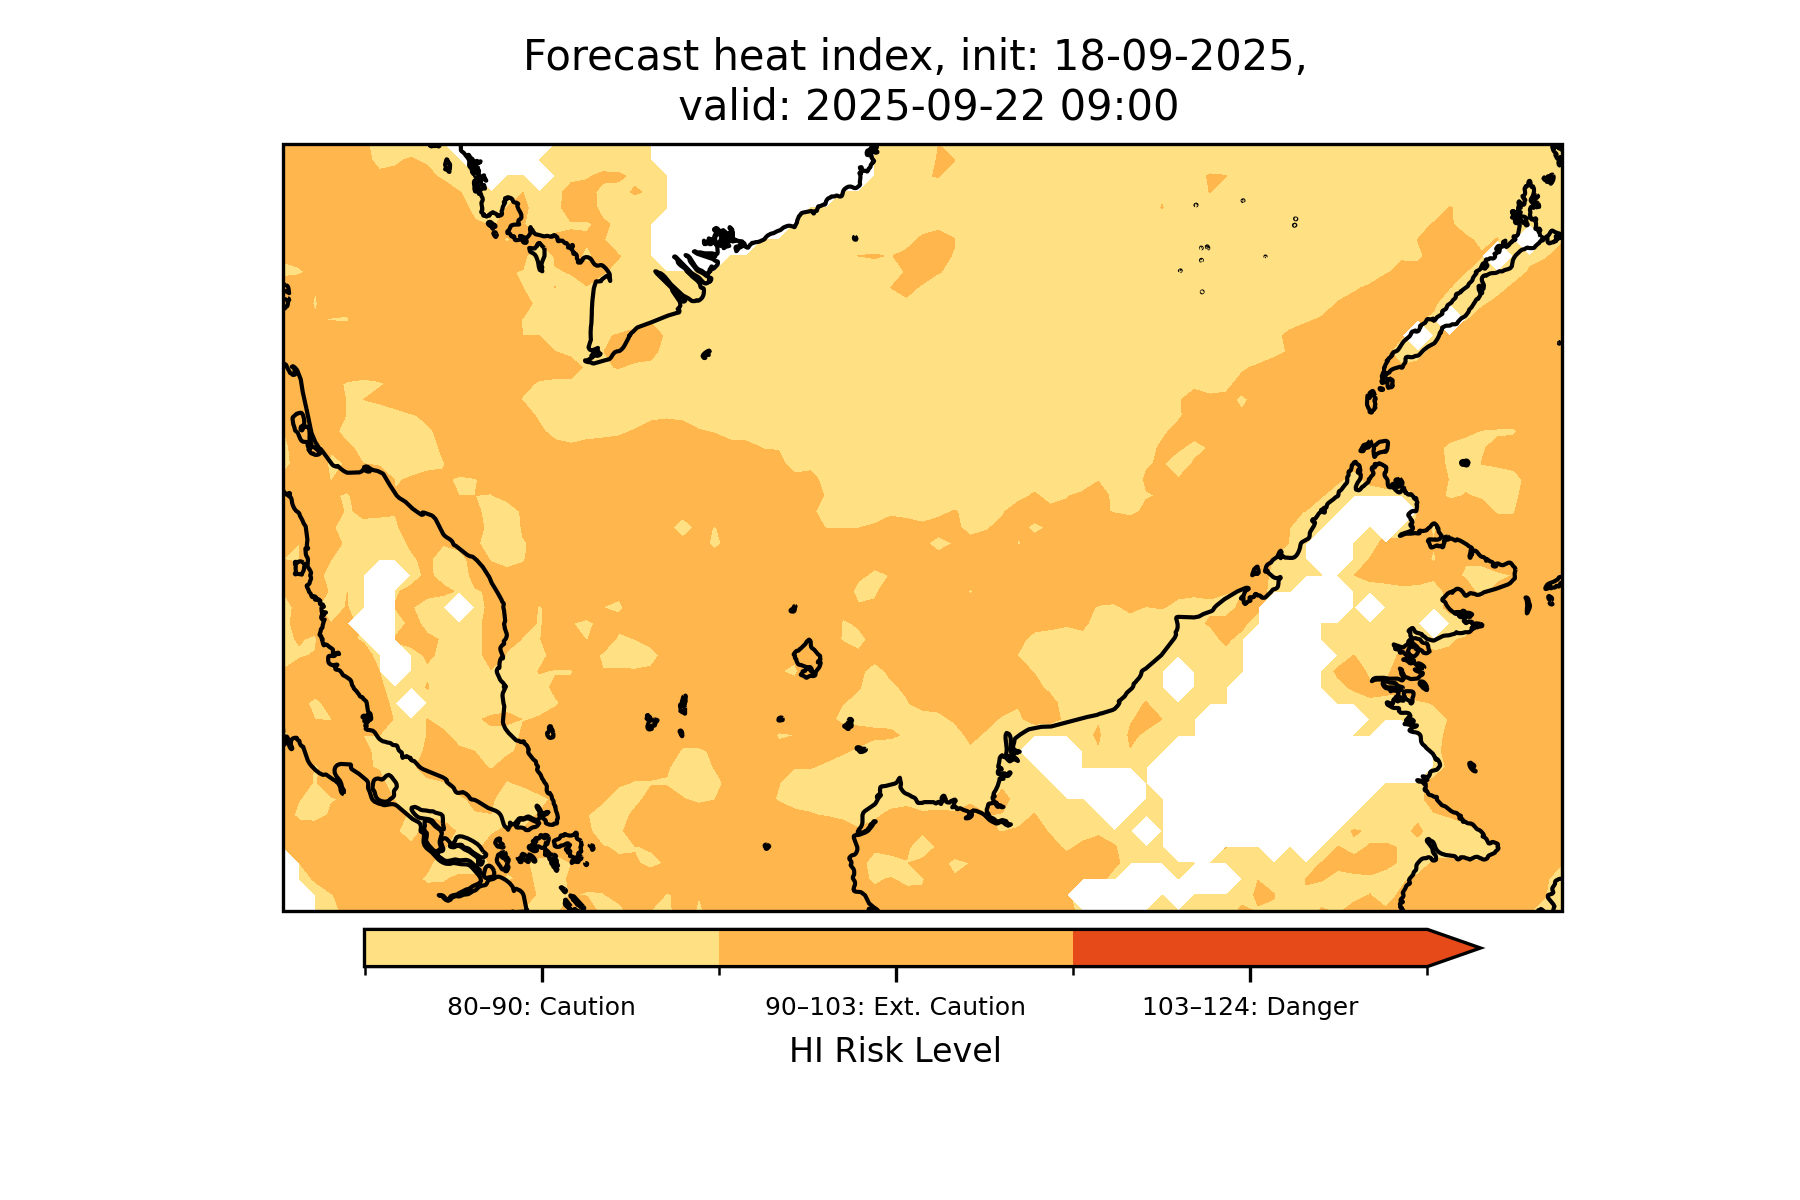 Forecast heat index, init: 18-09-2025,
valid: 2025-09-22 09:00
80–90: Caution
90–103: Ext. Caution
103–124: Danger
HI Risk Level